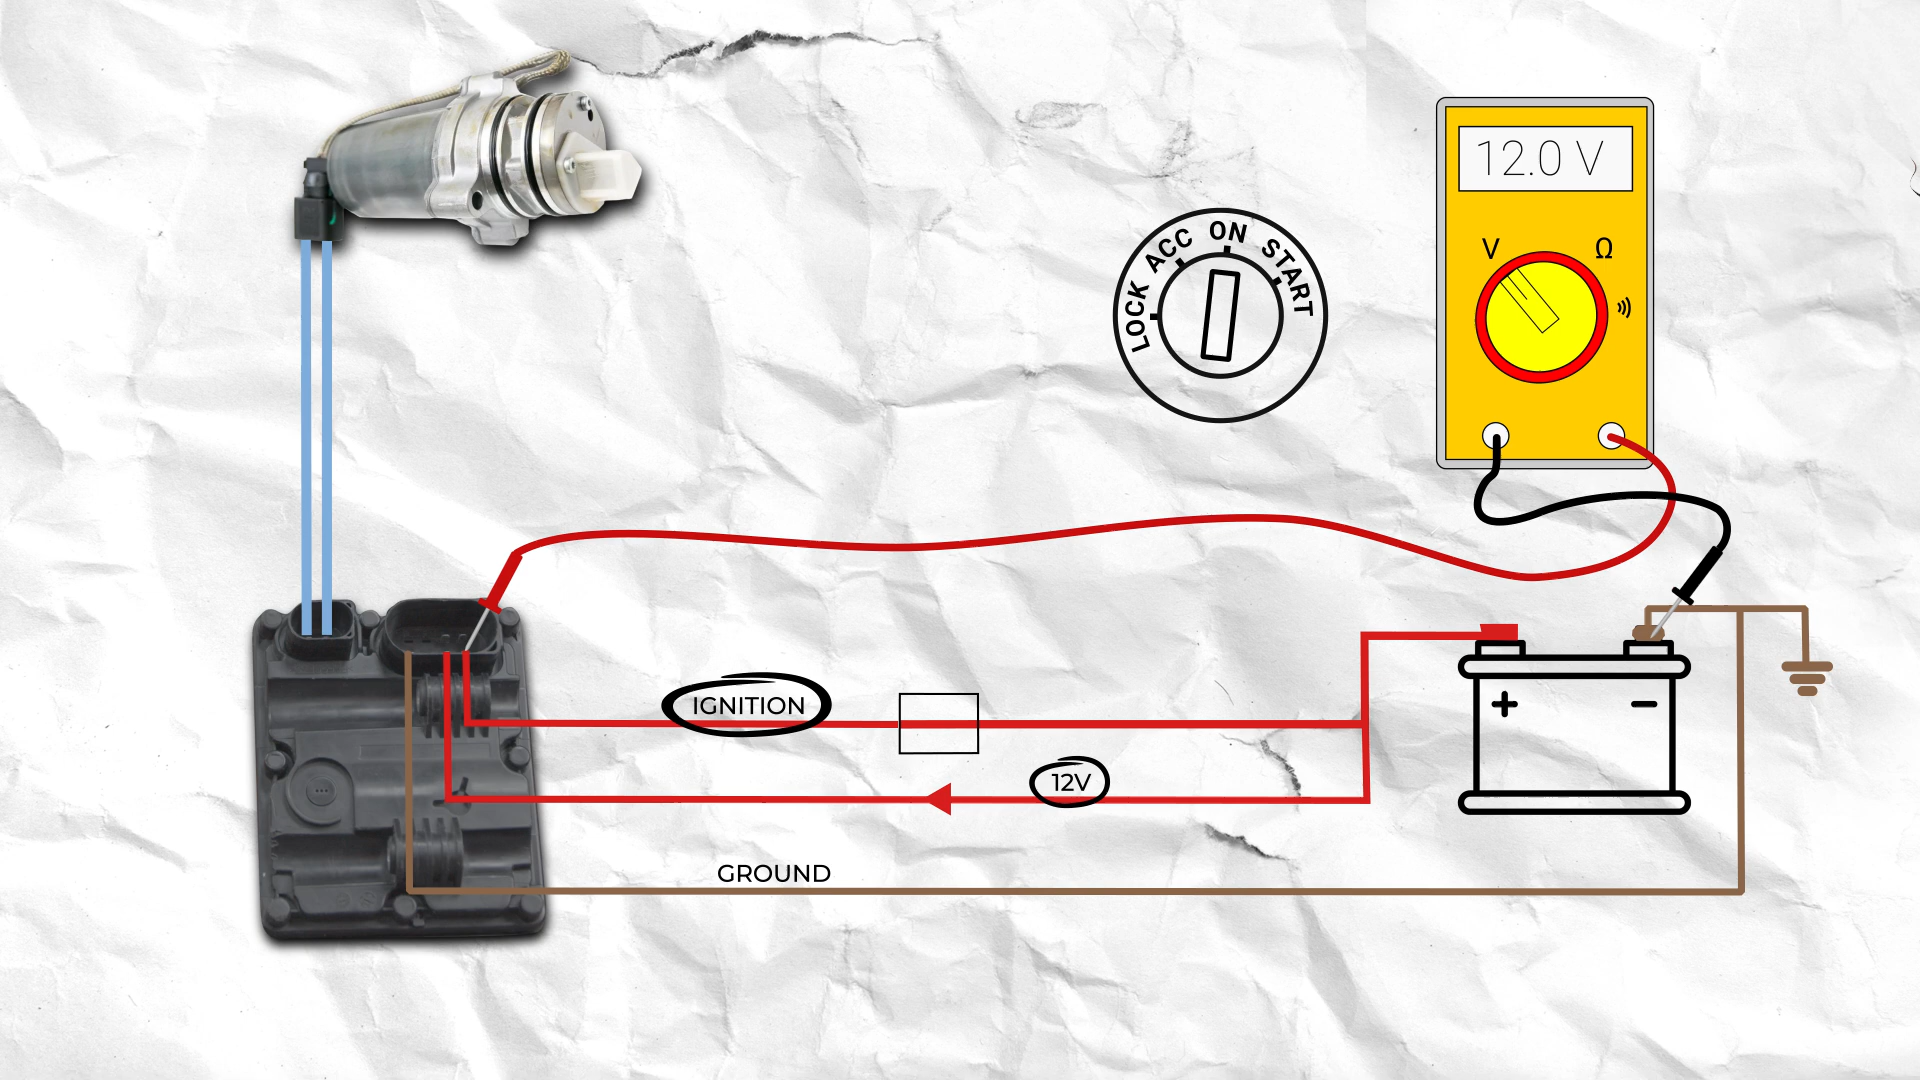 12.0 V
V
Ω
LOCK ACC ON START
IGNITION
12V
+
−
GROUND